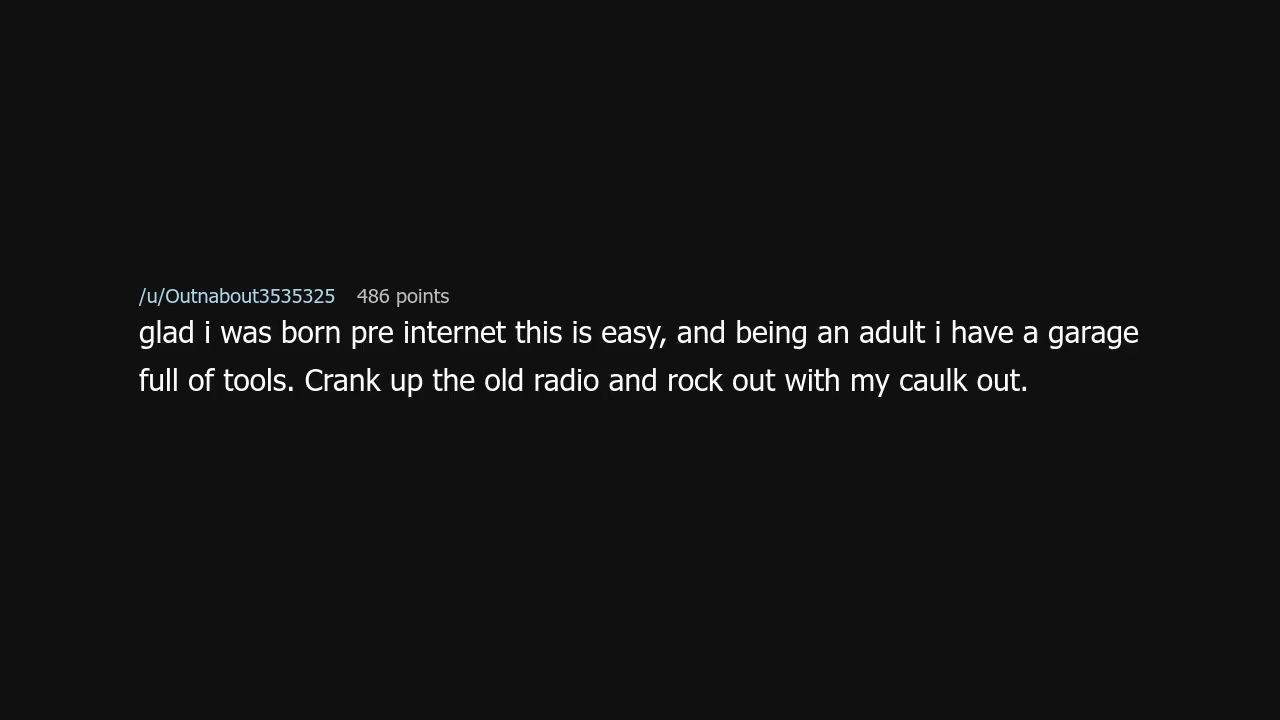 /u/Outnabout3535325 486 points
glad i was born pre internet this is easy, and being an adult i have a garage
full of tools. Crank up the old radio and rock out with my caulk out.